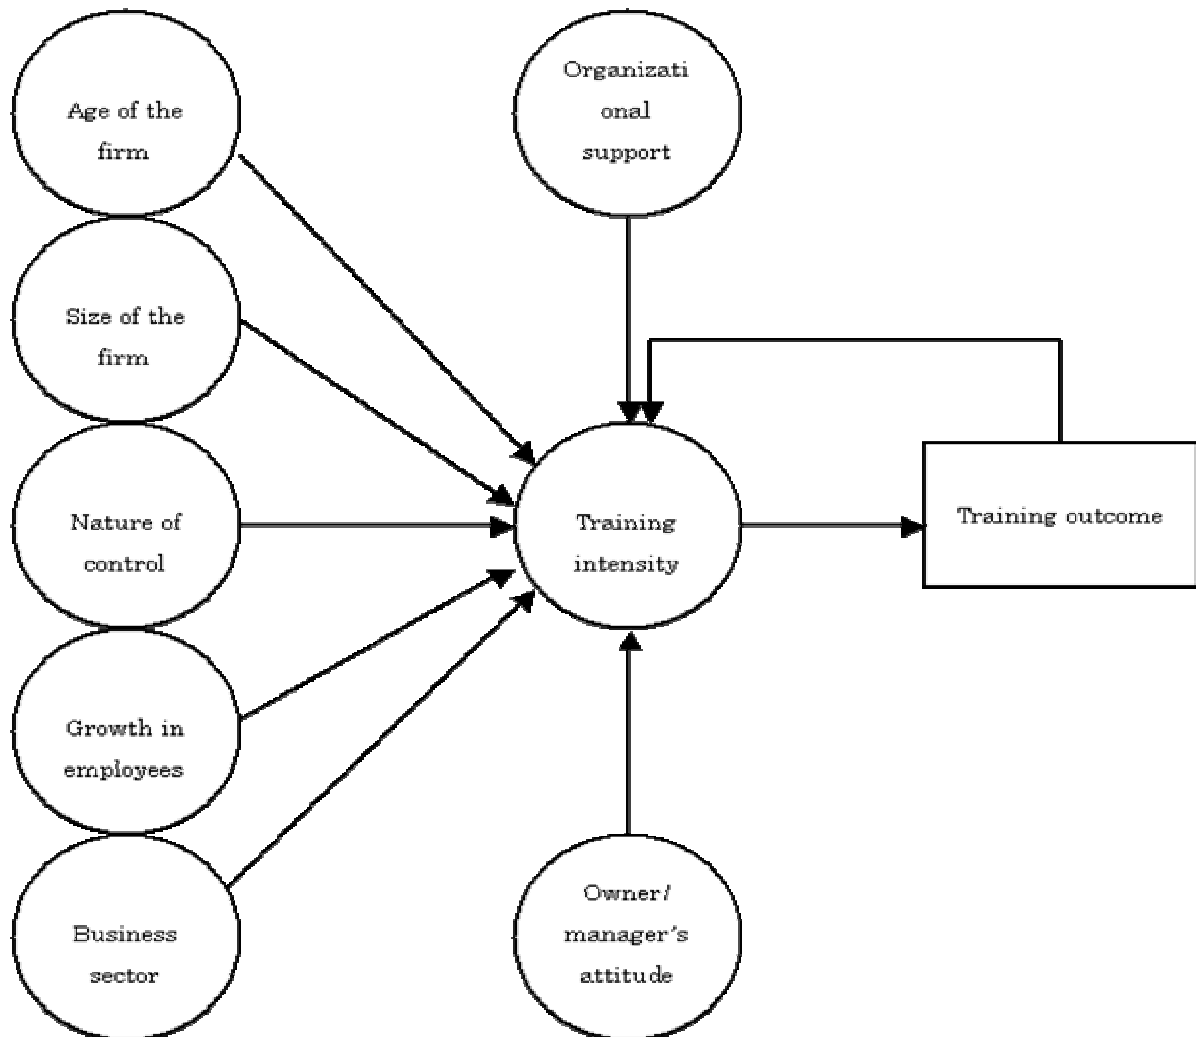 Age of the
firm
Size of the
firm
Nature of
control
Growth in
employees
Business
sector
Organizati
onal
support
Training
intensity
Owner/
manager's
attitude
Training outcome